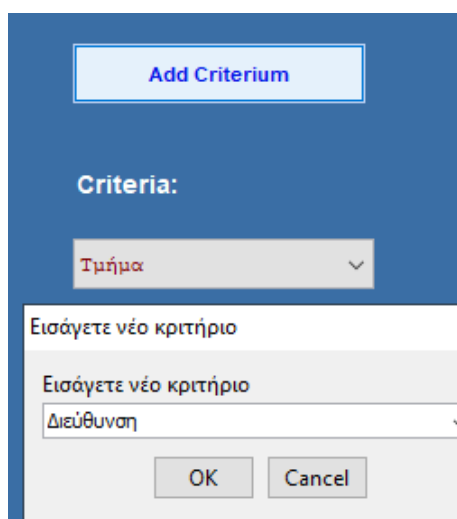 Add Criterium
Criteria:
Τμήμα
Εισάγετε νέο κριτήριο
Εισάγετε νέο κριτήριο
Διεύθυνση
OK Cancel